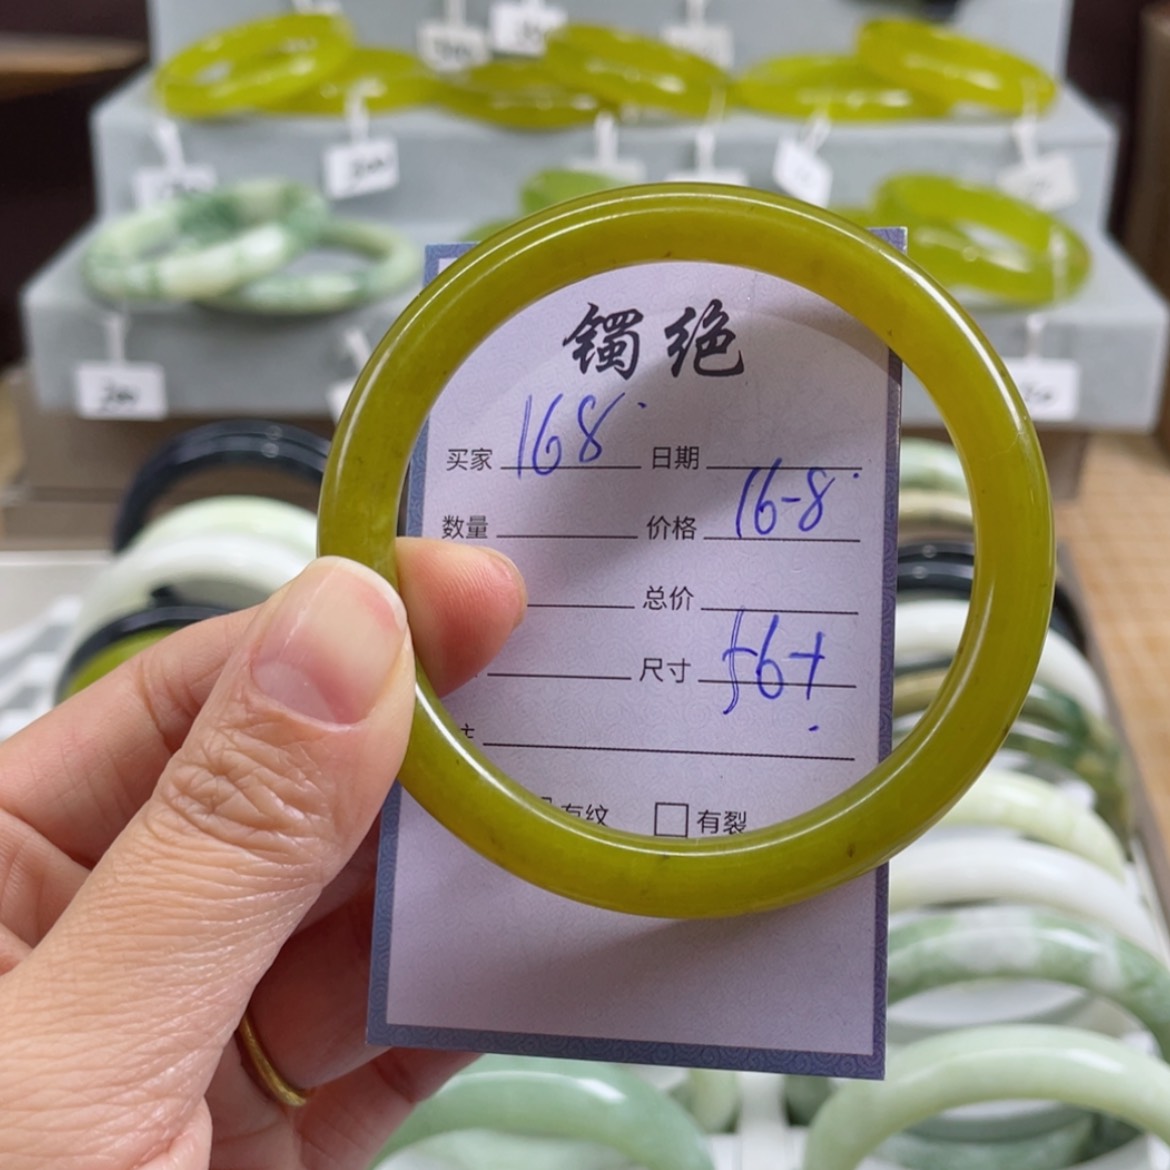 镯绝
买家 168 日期
数量 价格 16-8
总价
尺寸 56+
有纹 有裂
300